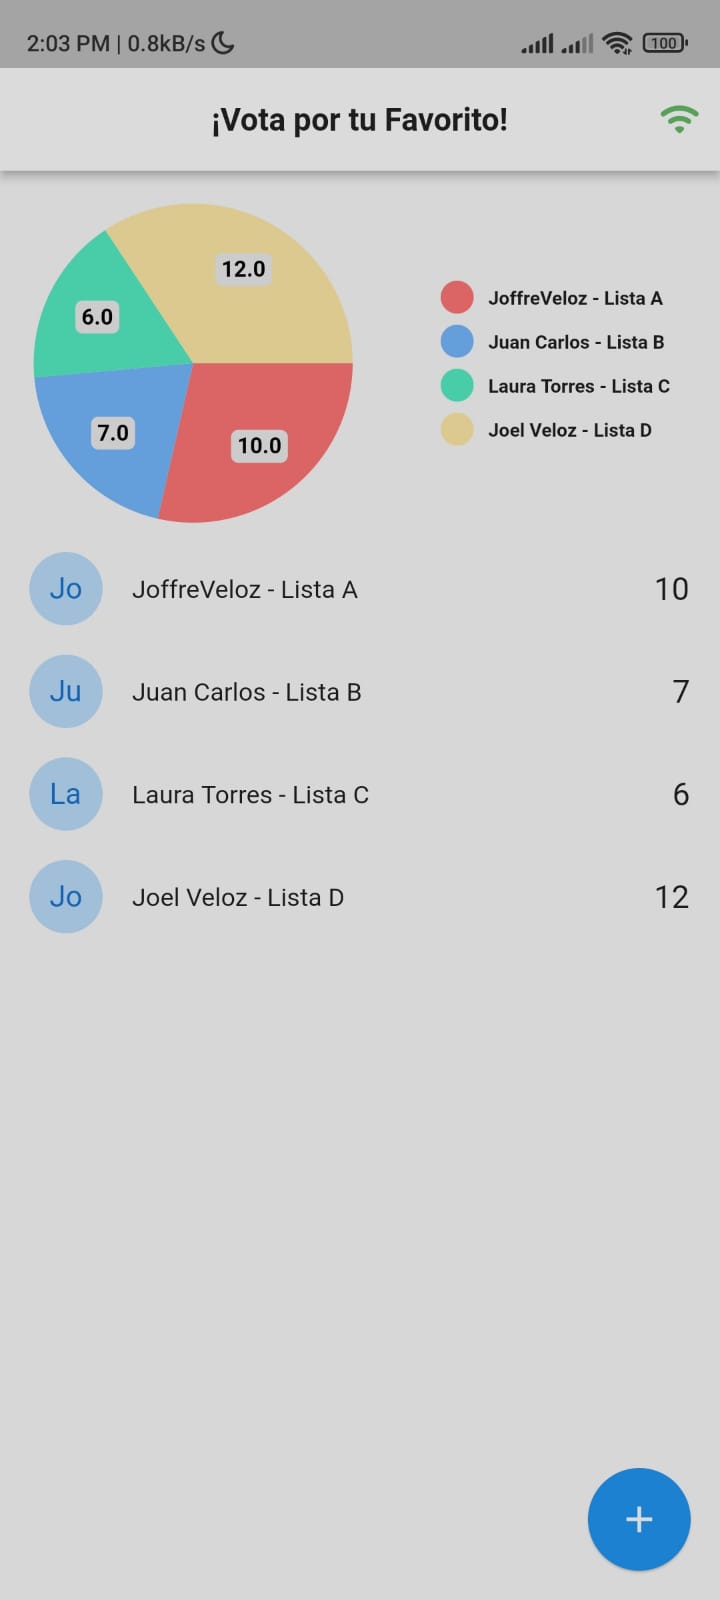 2:03 PM | 0.8kB/s
100
¡Vota por tu Favorito!
12.0
6.0
7.0
10.0
JoffreVeloz - Lista A
Juan Carlos - Lista B
Laura Torres - Lista C
Joel Veloz - Lista D
Jo JoffreVeloz - Lista A 10
Ju Juan Carlos - Lista B 7
La Laura Torres - Lista C 6
Jo Joel Veloz - Lista D 12
+